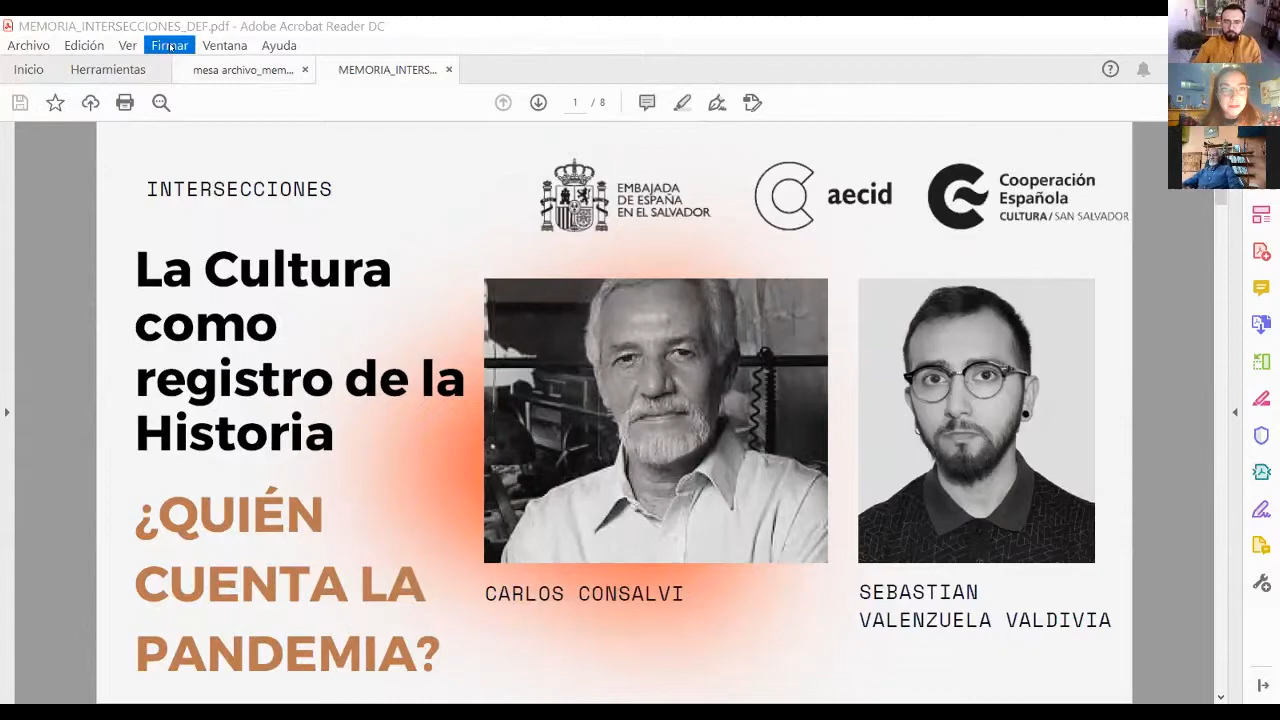 MEMORIA_INTERSECCIONES_DEF.pdf - Adobe Acrobat Reader DC
Archivo Edición Ver Firmar Ventana Ayuda
Inicio Herramientas mesa archivo_mem... × MEMORIA_INTERS... ×
1 / 8
INTERSECCIONES
EMBAJADA
DE ESPAÑA
EN EL SALVADOR
aecid
Cooperación
Española
CULTURA / SAN SALVADOR
La Cultura
como
registro de la
Historia
¿QUIÉN
CUENTA LA
PANDEMIA?
CARLOS CONSALVI
SEBASTIAN
VALENZUELA VALDIVIA